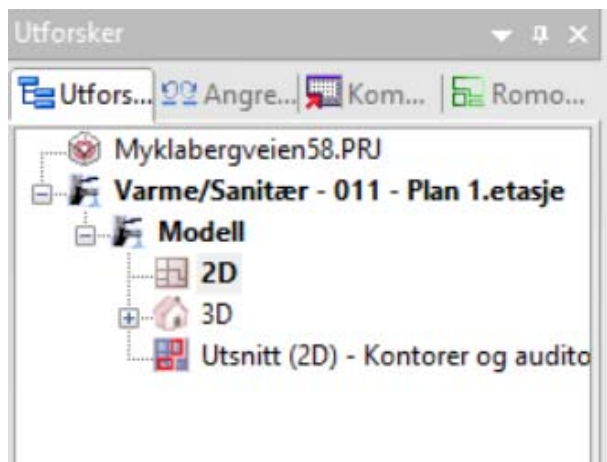 Utforsker
Utfors... Angre... Kom... Romo...
Myklabergveien58.PRJ
Varme/Sanitær - 011 - Plan 1.etasje
Modell
2D
3D
Utsnitt (2D) - Kontorer og audito